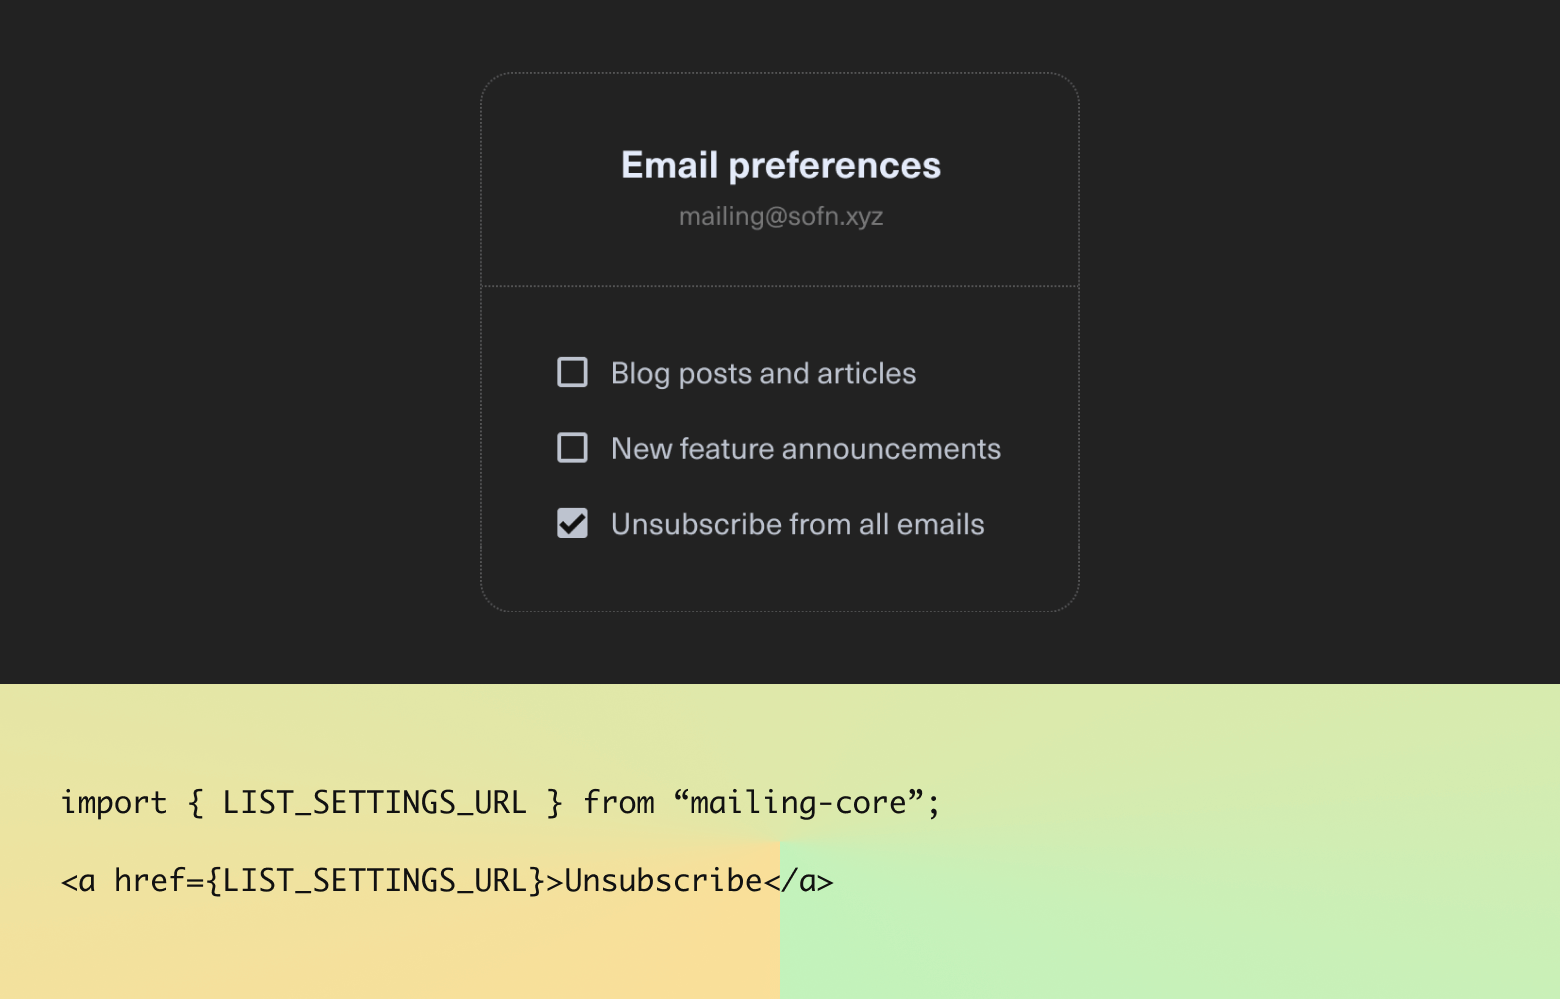 Email preferences
mailing@sofn.xyz
Blog posts and articles
New feature announcements
Unsubscribe from all emails
import { LIST_SETTINGS_URL } from “mailing-core”;
<a href={LIST_SETTINGS_URL}>Unsubscribe</a>